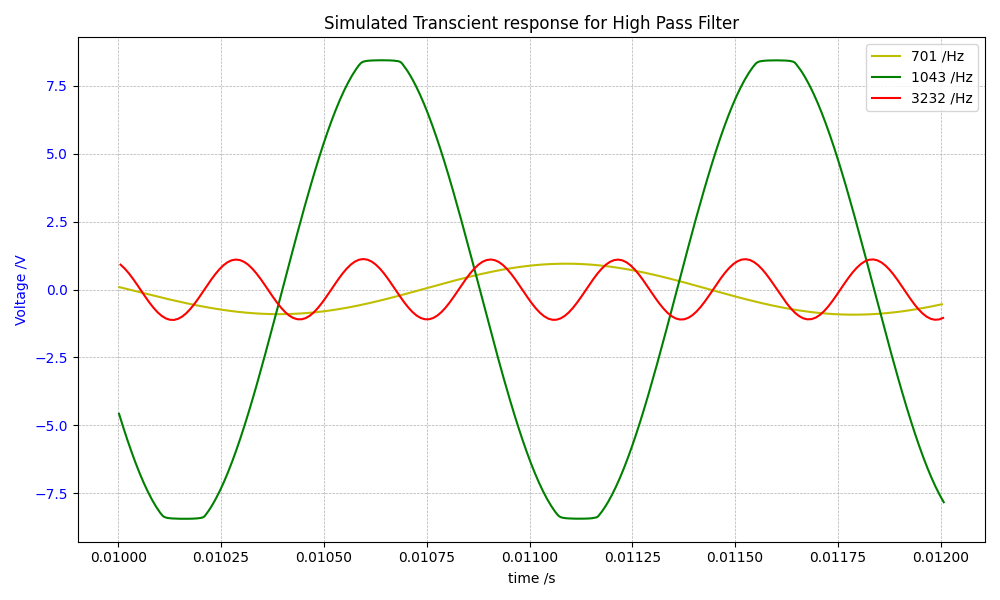 Simulated Transcient response for High Pass Filter
701 /Hz
1043 /Hz
3232 /Hz
Voltage /V
7.5
5.0
2.5
0.0
−2.5
−5.0
−7.5
0.01000 0.01025 0.01050 0.01075 0.01100 0.01125 0.01150 0.01175 0.01200
time /s